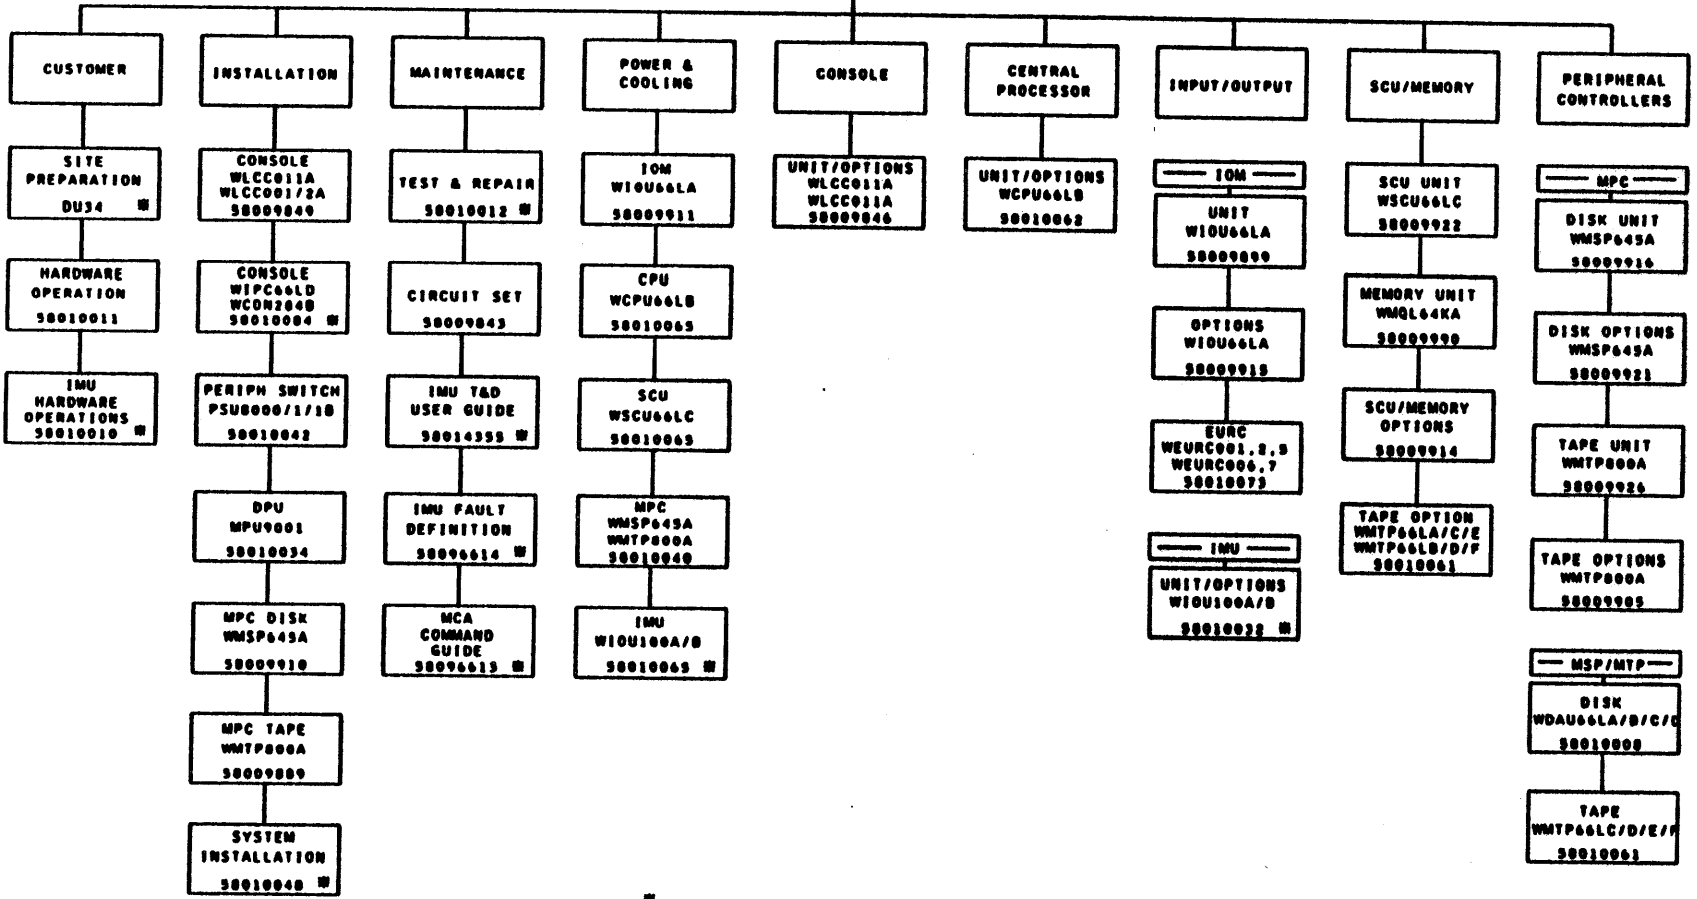 CUSTOMER
SITE
PREPARATION
DU34 *
HARDWARE
OPERATION
58010011
IMU
HARDWARE
OPERATIONS
58010010 *
INSTALLATION
CONSOLE
WLCC011A
WLCC001/2A
58009849
CONSOLE
WIPC66LD
WCON204B
58010084 *
PERIPH SWITCH
PSU8000/1/1B
58010042
DPU
MPU9001
58010034
MPC DISK
WMSP645A
58009910
MPC TAPE
WMTP800A
58009889
SYSTEM
INSTALLATION
58010048 *
MAINTENANCE
TEST & REPAIR
58010012 *
CIRCUIT SET
58009843
IMU T&D
USER GUIDE
58014355 *
IMU FAULT
DEFINITION
58096614 *
MCA
COMMAND
GUIDE
58096615 *
POWER &
COOLING
IOM
WIOU66LA
58009911
CPU
WCPU66LB
58010065
SCU
WSCU66LC
58010065
MPC
WMSP645A
WMTP800A
58010040
IMU
WIOU100A/B
58010065 *
CONSOLE
UNIT/OPTIONS
WLCC011A
WLCC011A
58009846
CENTRAL
PROCESSOR
UNIT/OPTIONS
WCPU66LB
58010062
INPUT/OUTPUT
IOM
UNIT
WIOU66LA
58009899
OPTIONS
WIOU66LA
58009915
EURC
WEURC001,2,5
WEURC006,7
58010073
IMU
UNIT/OPTIONS
WIOU100A/B
58010032 *
SCU/MEMORY
SCU UNIT
WSCU66LC
58009922
MEMORY UNIT
WMQL64KA
58009990
SCU/MEMORY
OPTIONS
58009914
TAPE OPTION
WMTP66LA/C/E
WMTP66LB/D/F
58010061
PERIPHERAL
CONTROLLERS
MPC
DISK UNIT
WMSP645A
58009916
DISK OPTIONS
WMSP645A
58009921
TAPE UNIT
WMTP800A
58009926
TAPE OPTIONS
WMTP800A
58009905
MSP/MTP
DISK
WDAU66LA/B/C/D
58010008
TAPE
WMTP66LC/D/E/F
58010061
*